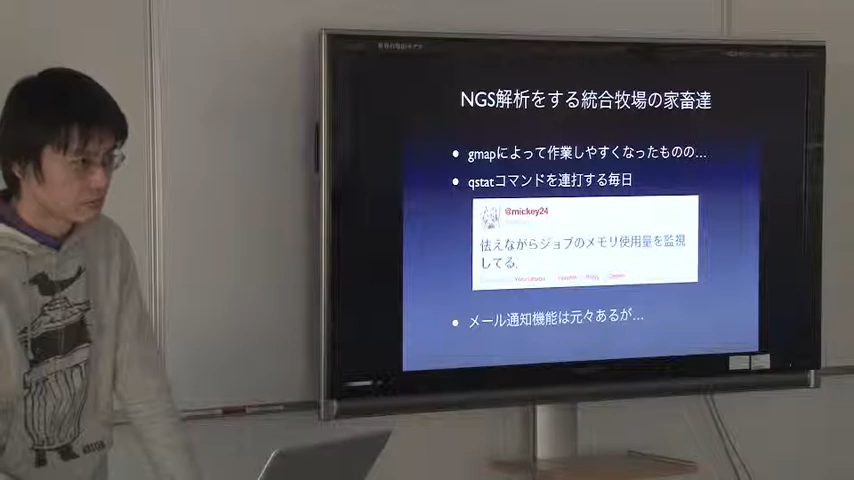 NGS解析をする統合牧場の家畜達
• gmapによって作業しやすくなったものの...
• qstatコマンドを連打する毎日
@mickey24
怯えながらジョブのメモリ使用量を監視
してる.
• メール通知機能は元々あるが...